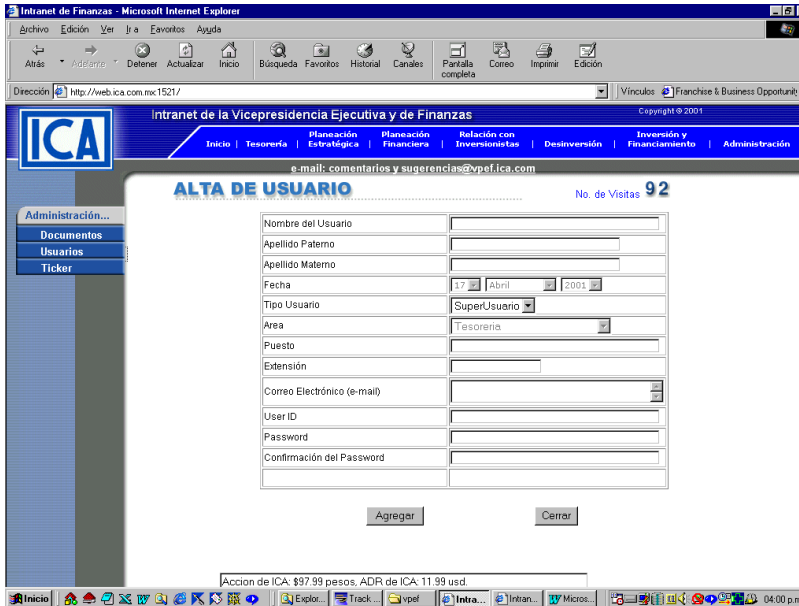 Intranet de Finanzas - Microsoft Internet Explorer
Archivo Edición Ver Ir a Favoritos Ayuda
Atrás Adelante Detener Actualizar Inicio Búsqueda Favoritos Historial Canales Pantalla completa Correo Imprimir Edición
Dirección http://web.ica.com.mx:1521/ Vínculos Franchise & Business Opportunity
ICA
Intranet de la Vicepresidencia Ejecutiva y de Finanzas
Copyright © 2001
Inicio | Tesorería | Planeación Estratégica | Planeación Financiera | Relación con Inversionistas | Desinversión | Inversión y Financiamiento | Administración
e-mail: comentarios y sugerencias@vpef.ica.com
ALTA DE USUARIO
No. de Visitas 92
Administración...
Documentos
Usuarios
Ticker
Nombre del Usuario
Apellido Paterno
Apellido Materno
Fecha 17 Abril 2001
Tipo Usuario SuperUsuario
Area Tesoreria
Puesto
Extensión
Correo Electrónico (e-mail)
User ID
Password
Confirmación del Password
Agregar Cerrar
Accion de ICA: $97.99 pesos, ADR de ICA: 11.99 usd.
Inicio Explor... Track ... vpef Intra... Intran... Micros... 04:00 p.m